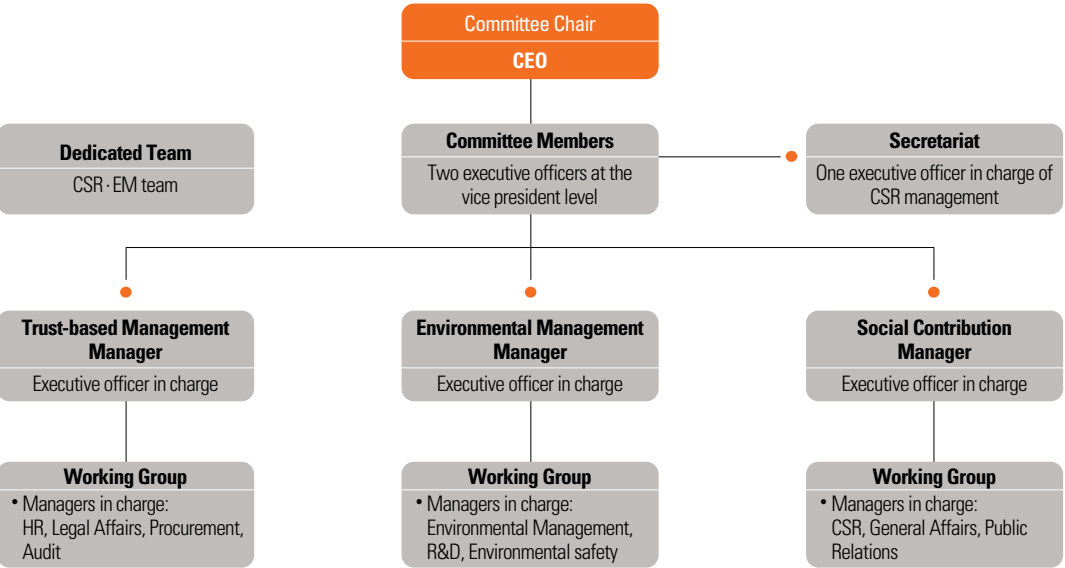 Committee Chair
CEO
Dedicated Team
CSR · EM team
Committee Members
Two executive officers at the
vice president level
Secretariat
One executive officer in charge of
CSR management
Trust-based Management
Manager
Executive officer in charge
Environmental Management
Manager
Executive officer in charge
Social Contribution
Manager
Executive officer in charge
Working Group
• Managers in charge:
HR, Legal Affairs, Procurement,
Audit
Working Group
• Managers in charge:
Environmental Management,
R&D, Environmental safety
Working Group
• Managers in charge:
CSR, General Affairs, Public
Relations